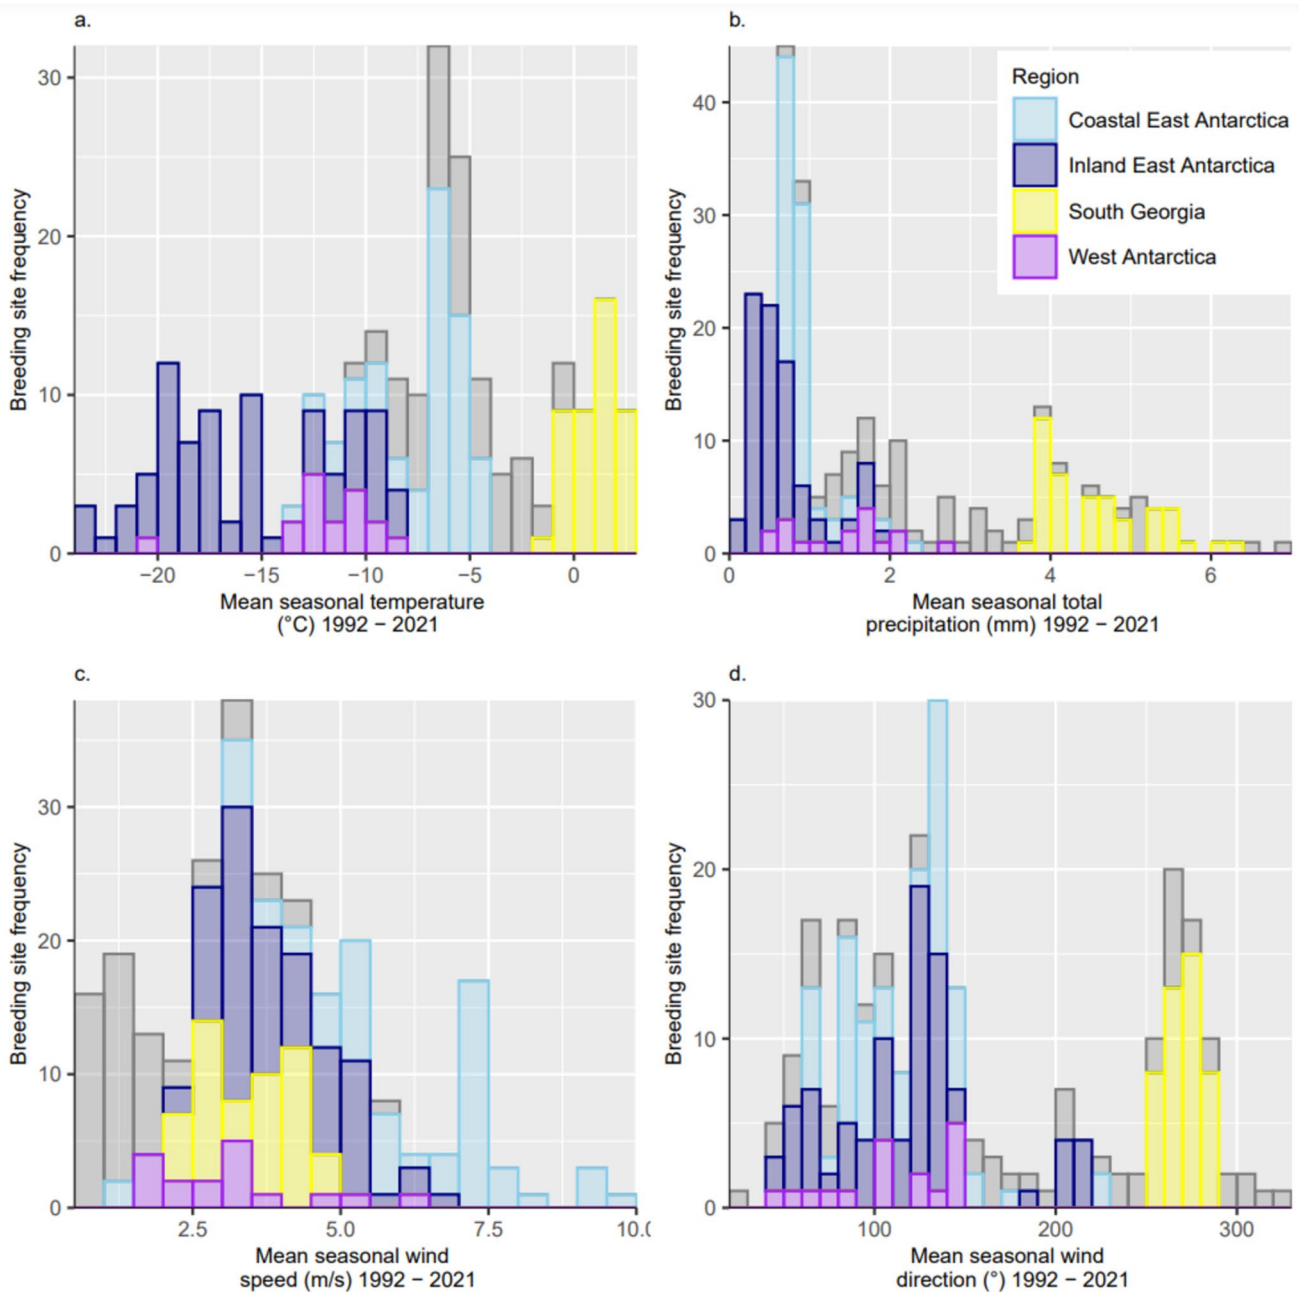 a.
30
20
10
0
Breeding site frequency
−20 −15 −10 −5 0
Mean seasonal temperature
(°C) 1992 − 2021
b.
40
30
20
10
0
Breeding site frequency
0 2 4 6
Mean seasonal total
precipitation (mm) 1992 − 2021
Region
Coastal East Antarctica
Inland East Antarctica
South Georgia
West Antarctica
c.
30
20
10
0
Breeding site frequency
2.5 5.0 7.5 10.0
Mean seasonal wind
speed (m/s) 1992 − 2021
d.
30
20
10
0
Breeding site frequency
100 200 300
Mean seasonal wind
direction (°) 1992 − 2021